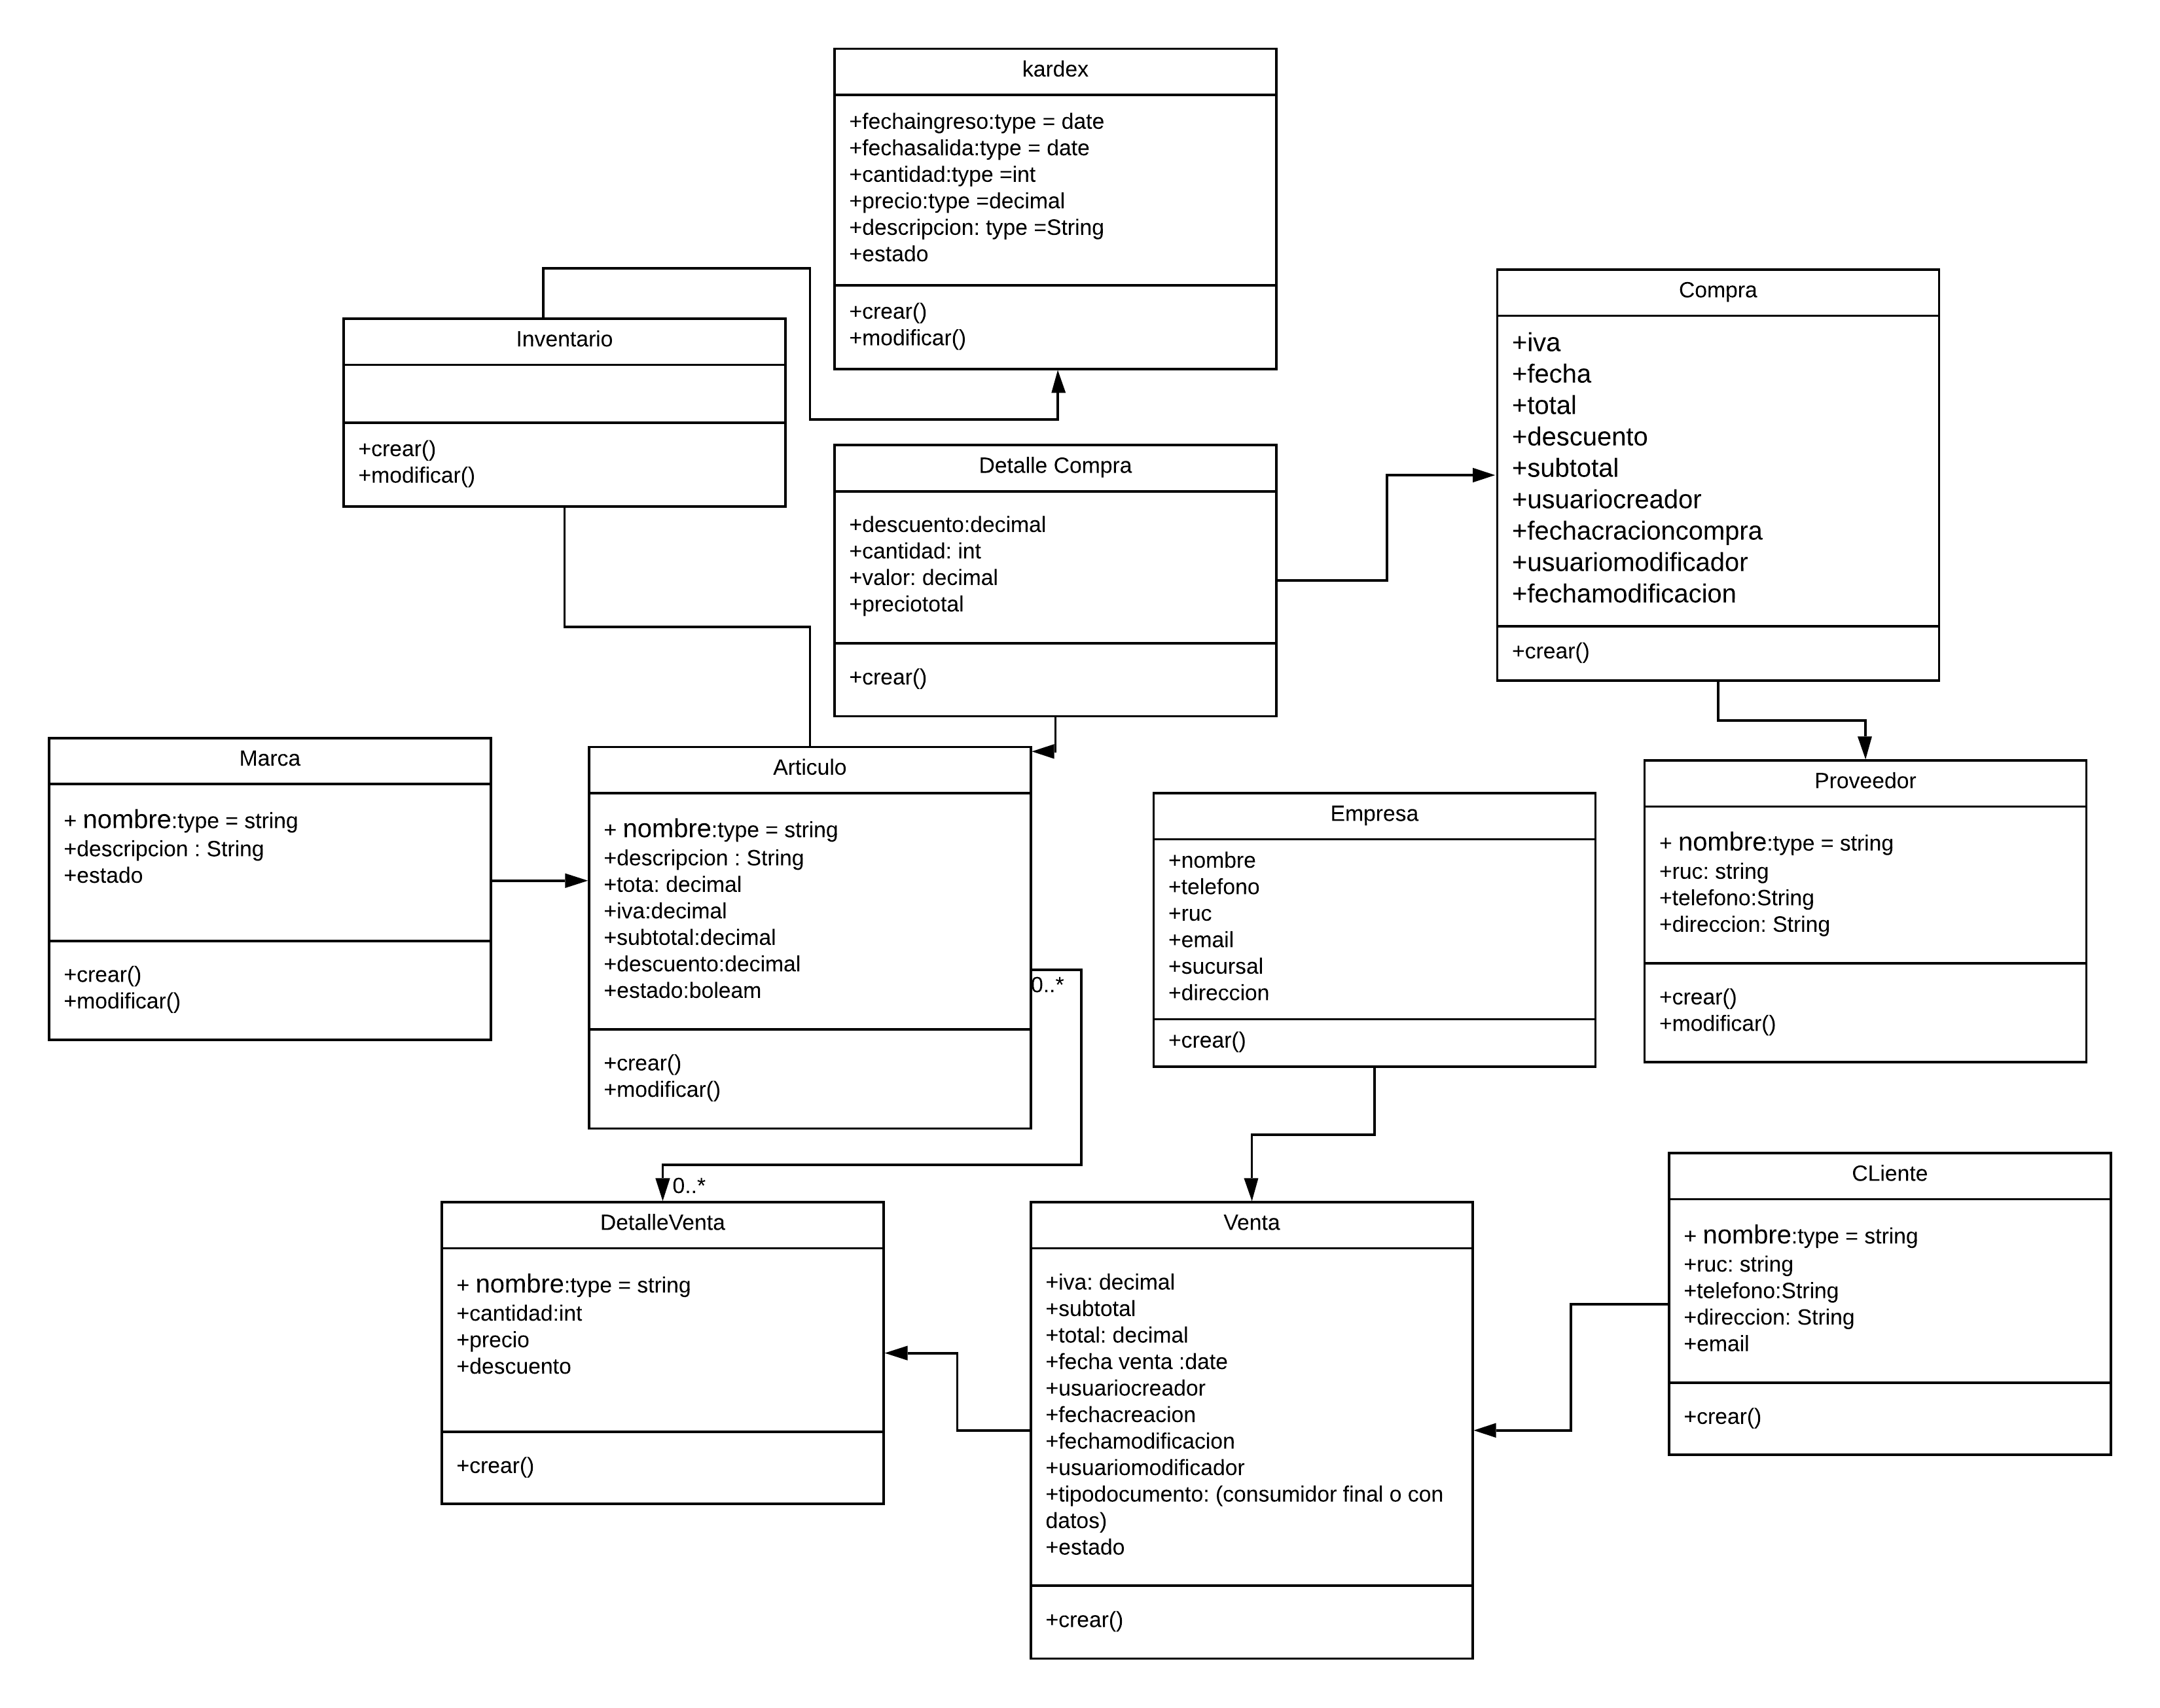 kardex
+fechaingreso:type = date
+fechasalida:type = date
+cantidad:type =int
+precio:type =decimal
+descripcion: type =String
+estado
+crear()
+modificar()
Inventario
+crear()
+modificar()
Compra
+iva
+fecha
+total
+descuento
+subtotal
+usuariocreador
+fechacracioncompra
+usuariomodificador
+fechamodificacion
+crear()
Detalle Compra
+descuento:decimal
+cantidad: int
+valor: decimal
+preciototal
+crear()
Marca
+ nombre:type = string
+descripcion : String
+estado
+crear()
+modificar()
Articulo
+ nombre:type = string
+descripcion : String
+tota: decimal
+iva:decimal
+subtotal:decimal
+descuento:decimal
+estado:boleam
+crear()
+modificar()
0..*
0..*
Empresa
+nombre
+telefono
+ruc
+email
+sucursal
+direccion
+crear()
Proveedor
+ nombre:type = string
+ruc: string
+telefono:String
+direccion: String
+crear()
+modificar()
DetalleVenta
+ nombre:type = string
+cantidad:int
+precio
+descuento
+crear()
Venta
+iva: decimal
+subtotal
+total: decimal
+fecha venta :date
+usuariocreador
+fechacreacion
+fechamodificacion
+usuariomodificador
+tipodocumento: (consumidor final o con
datos)
+estado
+crear()
CLiente
+ nombre:type = string
+ruc: string
+telefono:String
+direccion: String
+email
+crear()